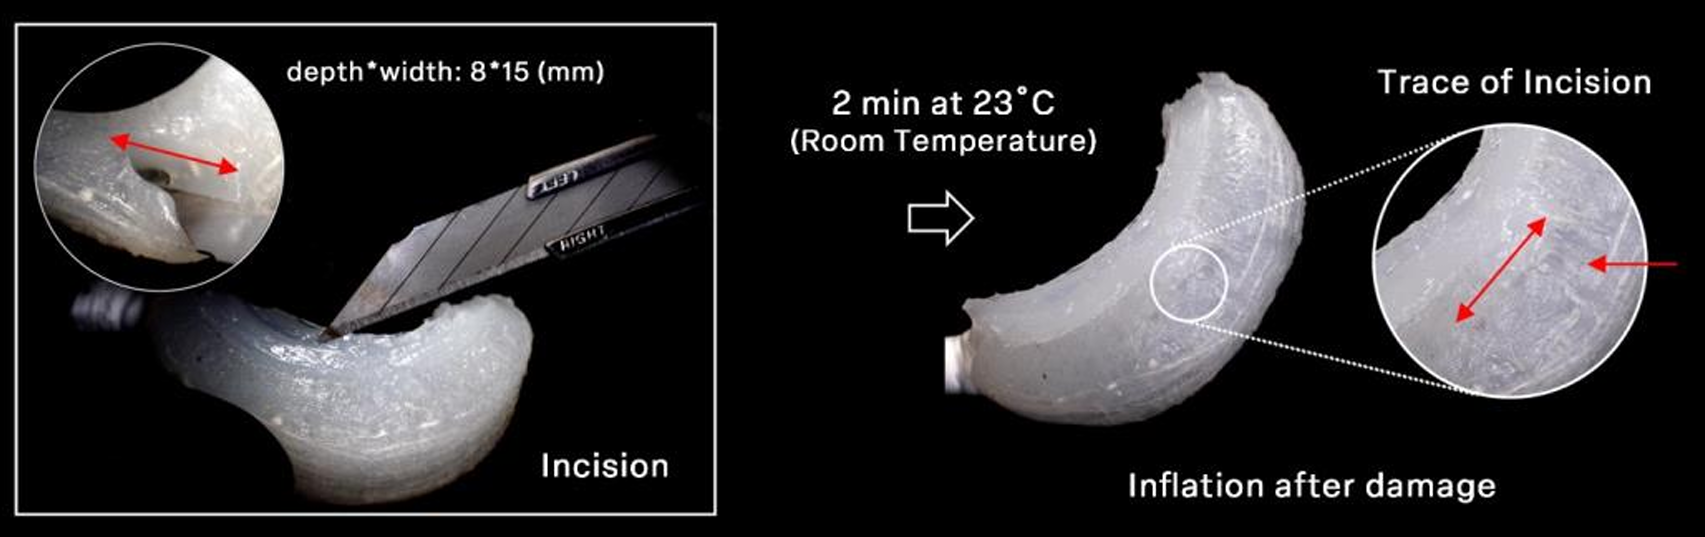 depth*width: 8*15 (mm)
LEFT
RIGHT
Incision
2 min at 23˚C
(Room Temperature)
Trace of Incision
Inflation after damage